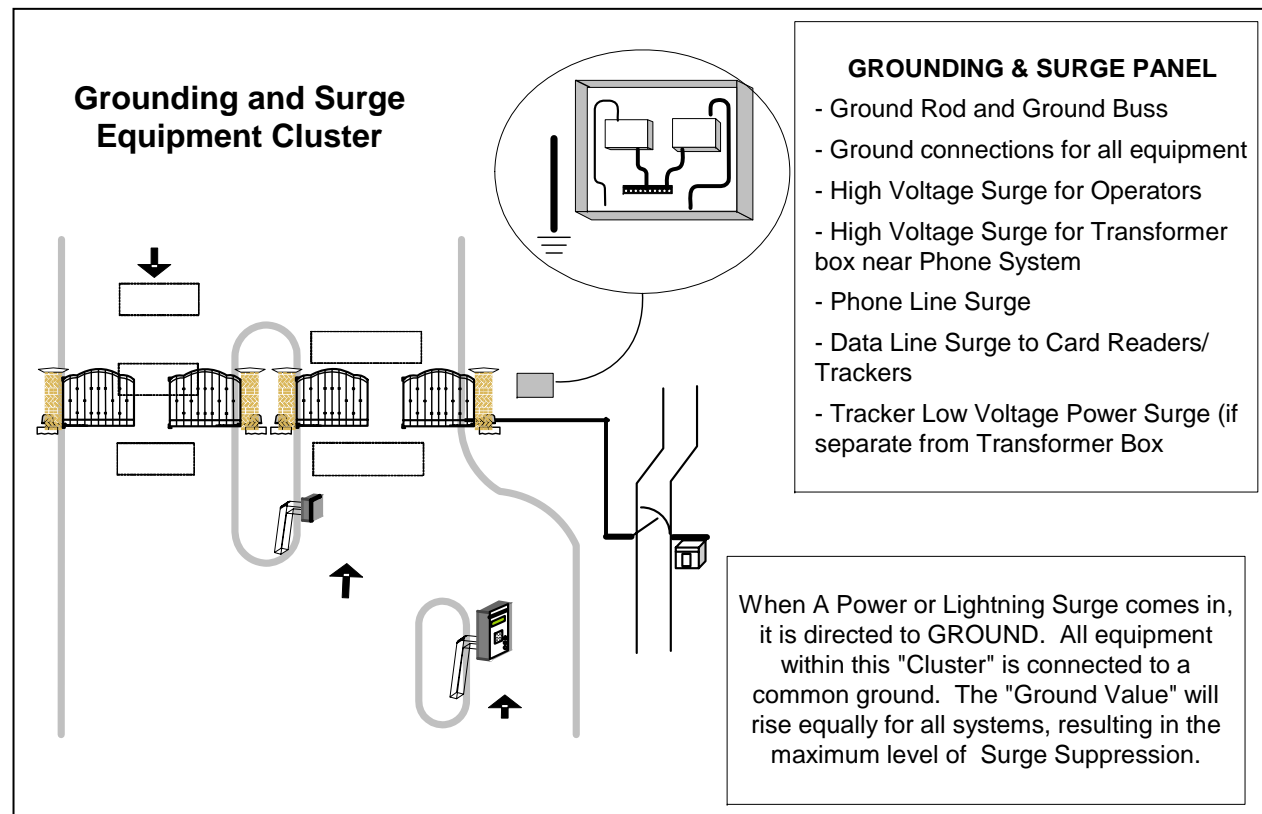 Grounding and Surge
Equipment Cluster
GROUNDING & SURGE PANEL
- Ground Rod and Ground Buss
- Ground connections for all equipment
- High Voltage Surge for Operators
- High Voltage Surge for Transformer
box near Phone System
- Phone Line Surge
- Data Line Surge to Card Readers/
Trackers
- Tracker Low Voltage Power Surge (if
separate from Transformer Box
When A Power or Lightning Surge comes in,
it is directed to GROUND. All equipment
within this "Cluster" is connected to a
common ground. The "Ground Value" will
rise equally for all systems, resulting in the
maximum level of Surge Suppression.